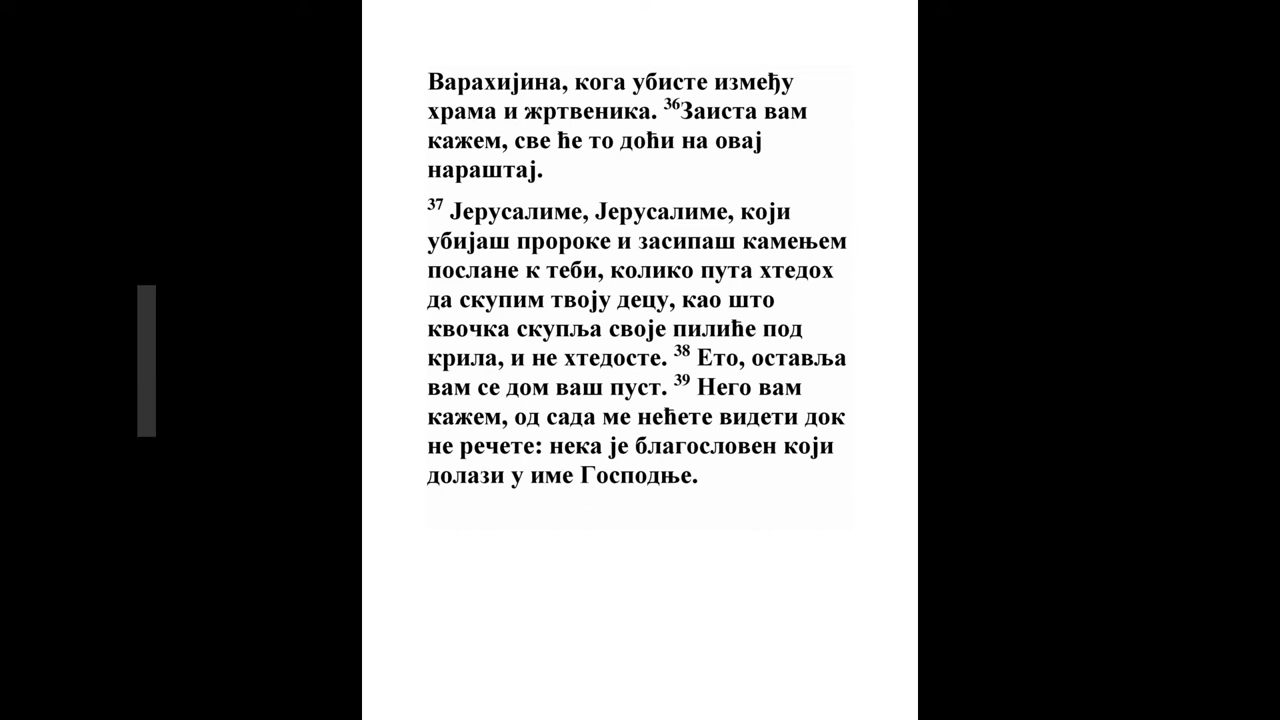 Варахијина, кога убисте између
храма и жртвеника. ³⁶Заиста вам
кажем, све ће то доћи на овај
нараштај.
³⁷ Јерусалиме, Јерусалиме, који
убијаш пророке и засипаш камењем
послане к теби, колико пута хтедох
да скупим твоју децу, као што
квочка скупља своје пилиће под
крила, и не хтедосте. ³⁸ Ето, оставља
вам се дом ваш пуст. ³⁹ Него вам
кажем, од сада ме нећете видети док
не речете: нека је благословен који
долази у име Господње.